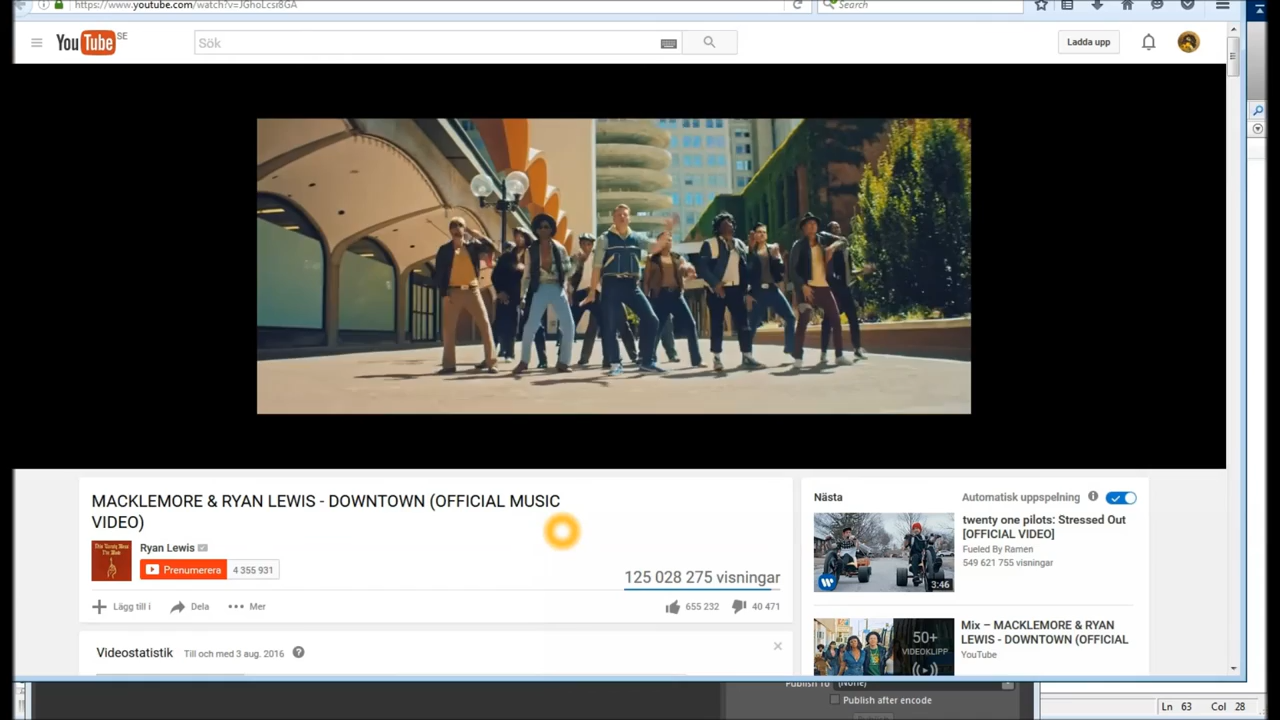 https://www.youtube.com/watch?v=JGhoLcsr8GA
Search
YouTube SE
Sök
Ladda upp
MACKLEMORE & RYAN LEWIS - DOWNTOWN (OFFICIAL MUSIC
VIDEO)
Ryan Lewis
Prenumerera 4 355 931
125 028 275 visningar
Lägg till i Dela Mer
655 232 40 471
Videostatistik Till och med 3 aug. 2016
Nästa Automatisk uppspelning
twenty one pilots: Stressed Out
[OFFICIAL VIDEO]
Fueled By Ramen
549 621 755 visningar
3:46
Mix – MACKLEMORE & RYAN
LEWIS - DOWNTOWN (OFFICIAL
YouTube
50+
VIDEOKLIPP
Publish To (None)
Publish after encode
Ln 63 Col 28